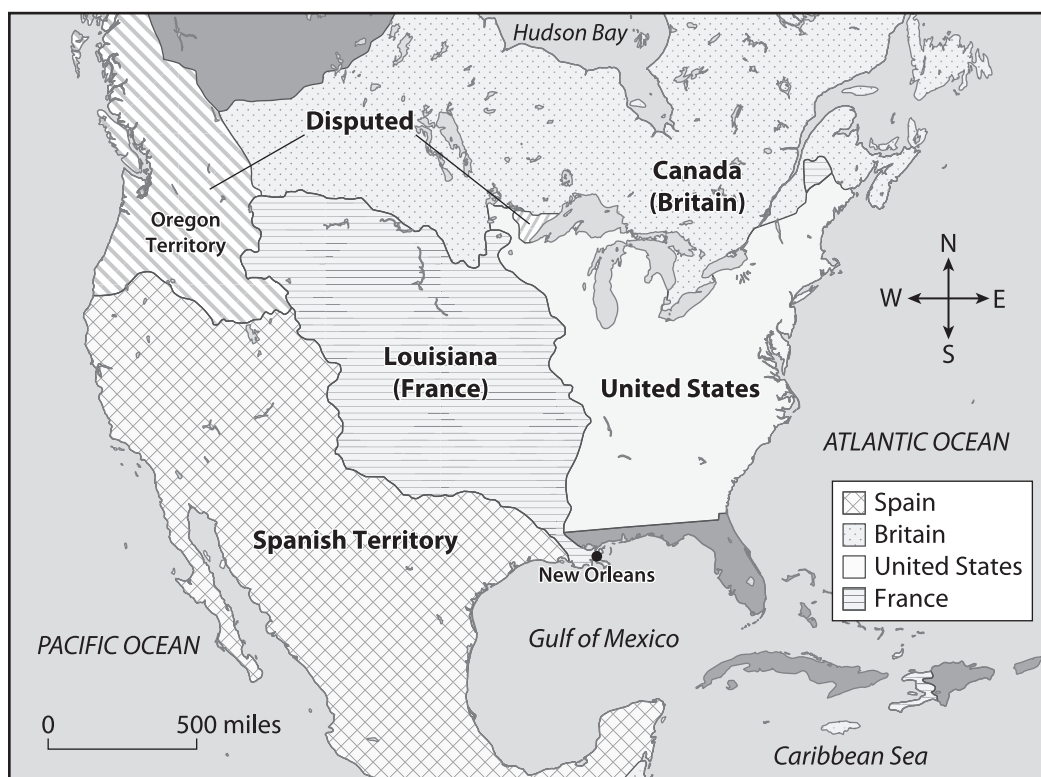 Hudson Bay
Disputed
Canada
(Britain)
Oregon
Territory
N
W
E
S
Louisiana
(France)
United States
ATLANTIC OCEAN
Spain
Britain
United States
France
Spanish Territory
New Orleans
PACIFIC OCEAN
Gulf of Mexico
0
500 miles
Caribbean Sea